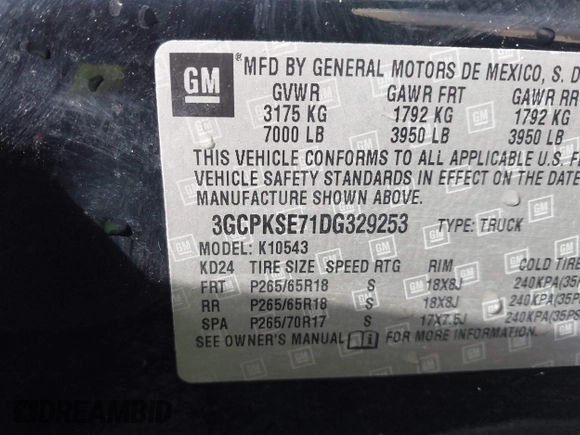 GM
MFD BY GENERAL MOTORS DE MEXICO, S. D
GVWR GAWR FRT GAWR RR
3175 KG 1792 KG 1792 KG
7000 LB 3950 LB 3950 LB
THIS VEHICLE CONFORMS TO ALL APPLICABLE U.S. F
SAFETY STANDARDS IN EFFECT ON THE DATE
MANUFACTURE SHOWN ABOVE.
3GCPKSE71DG329253 TYPE: TRUCK
MODEL: K10543
KD24 TIRE SIZE SPEED RTG RIM COLD TIRE
FRT P265/65R18 S 18X8J 240KPA(35P
RR P265/65R18 S 18X8J 240KPA(35P
SPA P265/70R17 S 17X7.5J 240KPA(35PS
SEE OWNER'S MANUAL FOR MORE INFORMATION.
DREAMBID